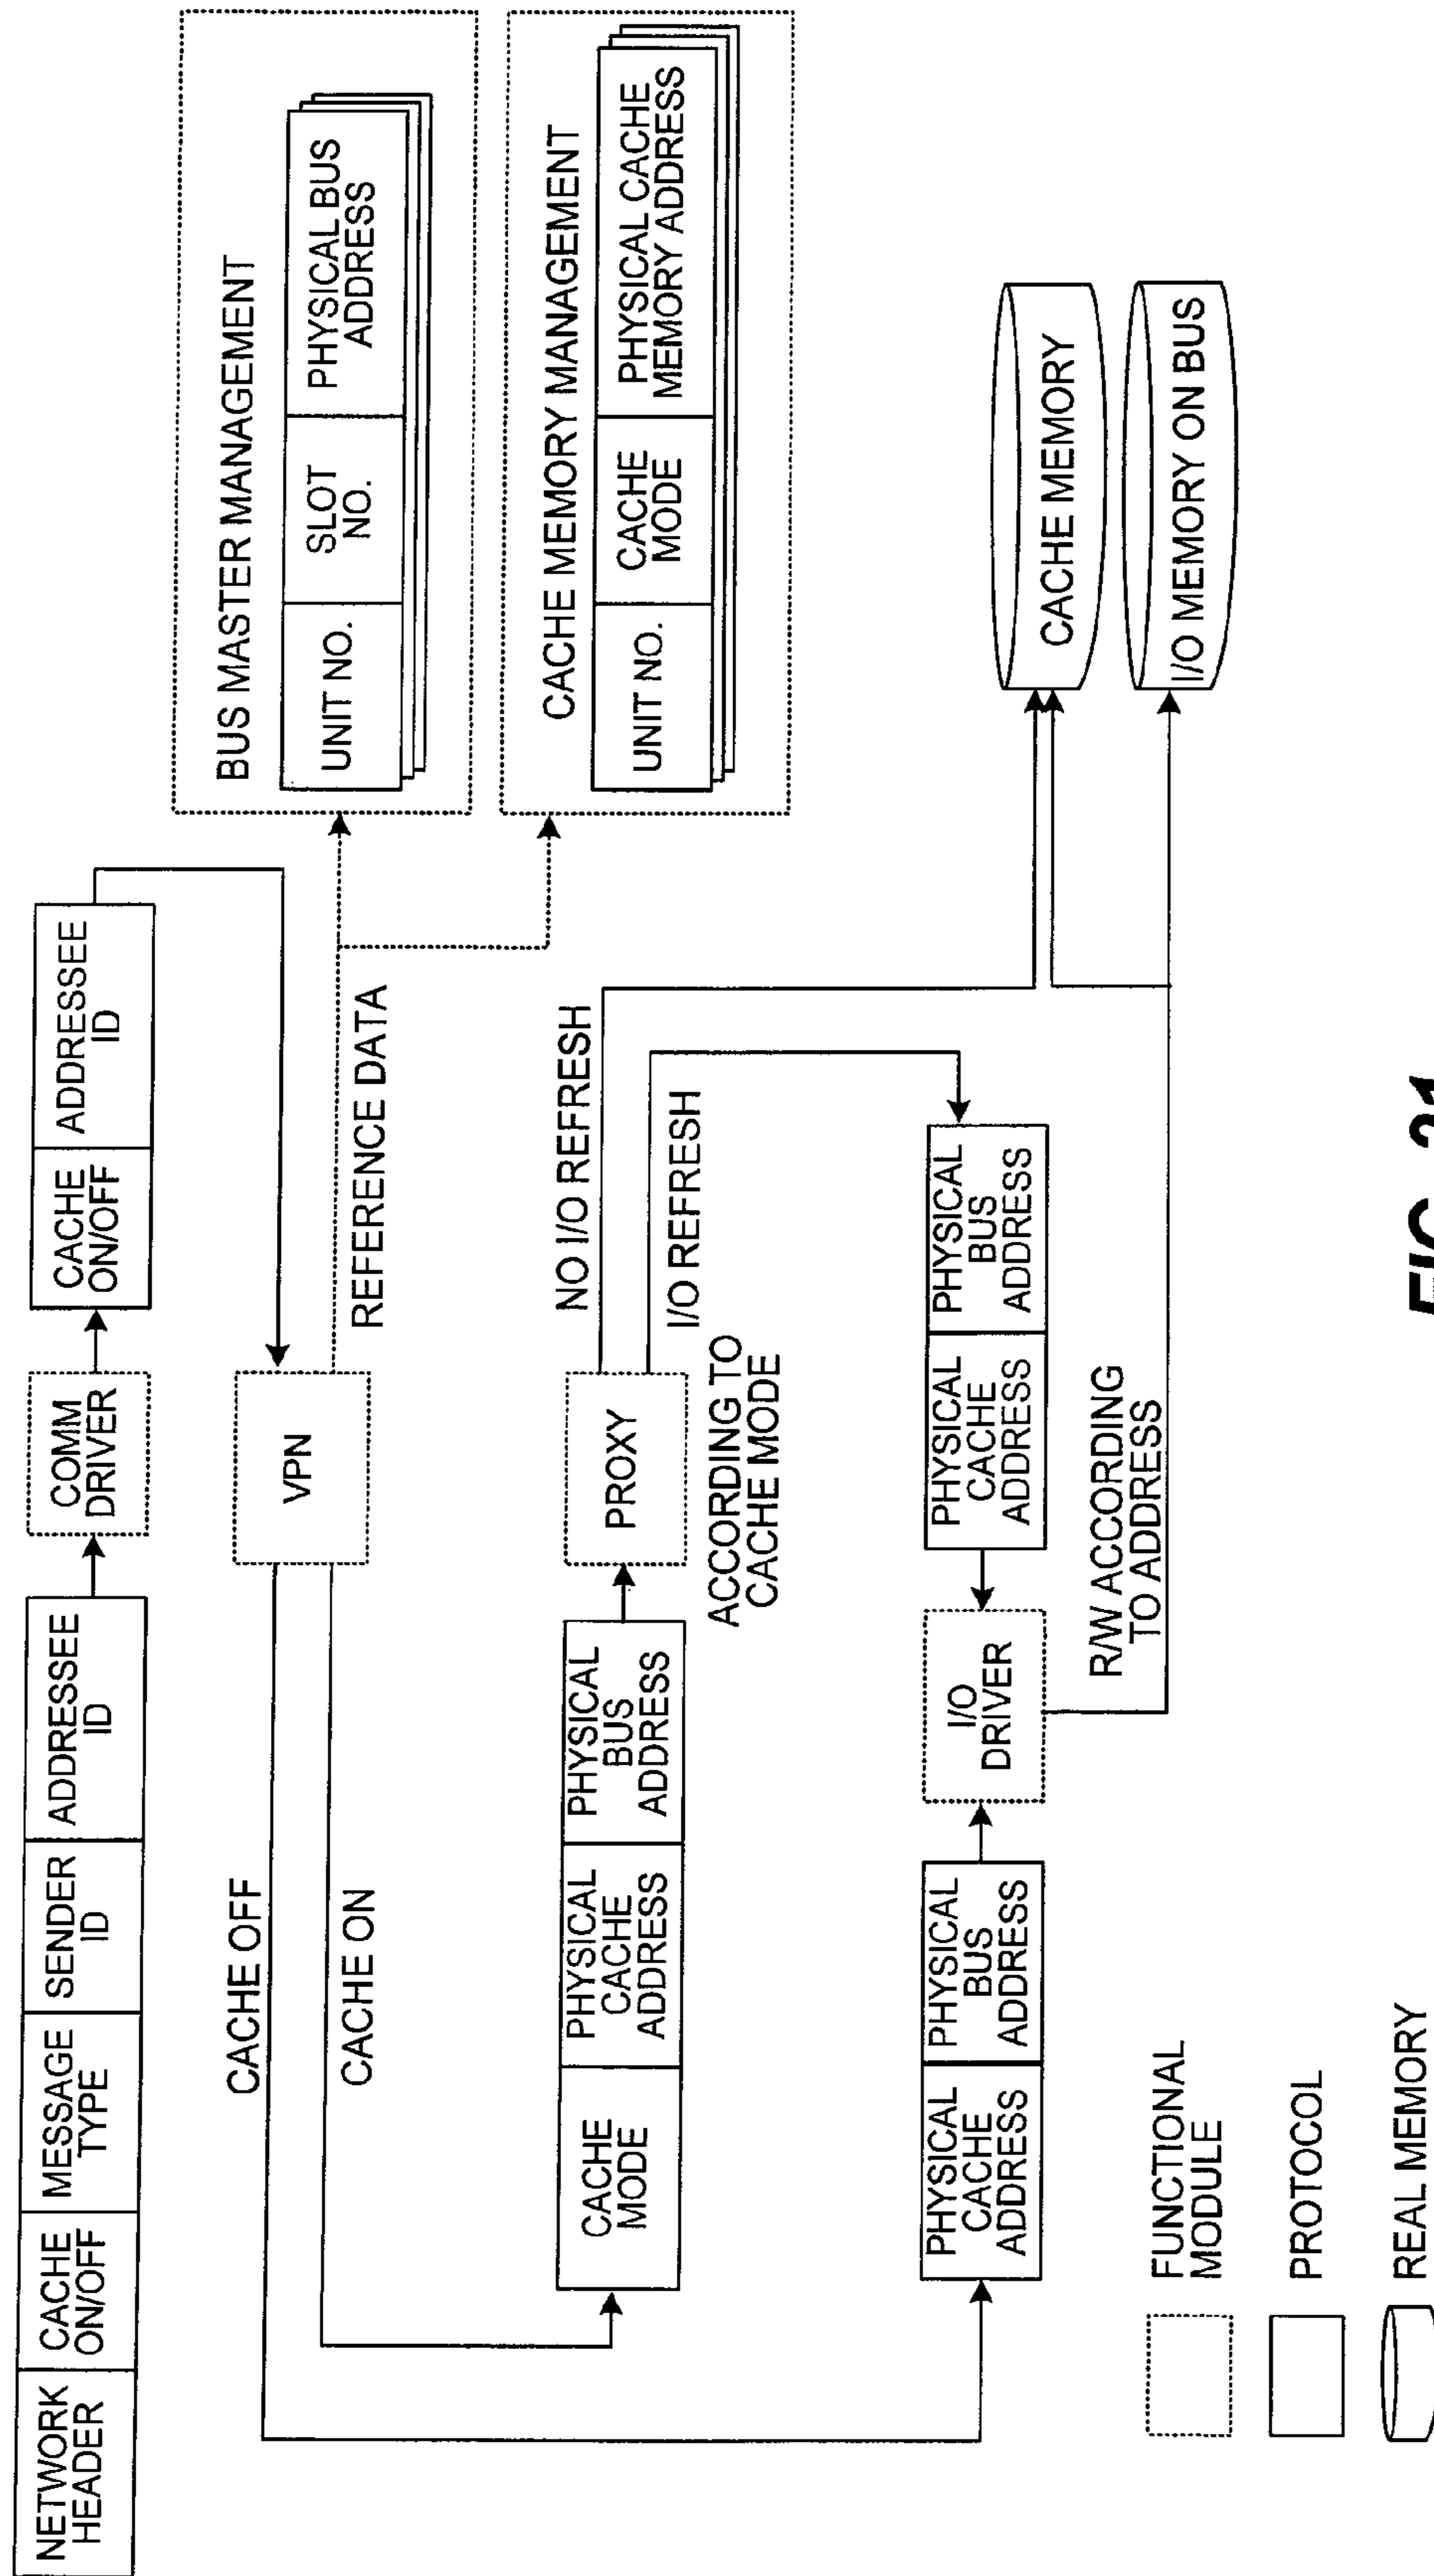 NETWORK
HEADER
CACHE
ON/OFF
MESSAGE
TYPE
SENDER
ID
ADDRESSEE
ID
COMM
DRIVER
CACHE
ON/OFF
ADDRESSEE
ID
CACHE OFF
CACHE ON
VPN
REFERENCE DATA
BUS MASTER MANAGEMENT
UNIT NO.
SLOT
NO.
PHYSICAL BUS
ADDRESS
CACHE MEMORY MANAGEMENT
UNIT NO.
CACHE
MODE
PHYSICAL CACHE
MEMORY ADDRESS
CACHE
MODE
PHYSICAL
CACHE
ADDRESS
PHYSICAL
BUS
ADDRESS
PROXY
NO I/O REFRESH
I/O REFRESH
ACCORDING TO
CACHE MODE
PHYSICAL
CACHE
ADDRESS
PHYSICAL
BUS
ADDRESS
I/O
DRIVER
PHYSICAL
CACHE
ADDRESS
PHYSICAL
BUS
ADDRESS
R/W ACCORDING
TO ADDRESS
CACHE MEMORY
I/O MEMORY ON BUS
FUNCTIONAL
MODULE
PROTOCOL
REAL MEMORY